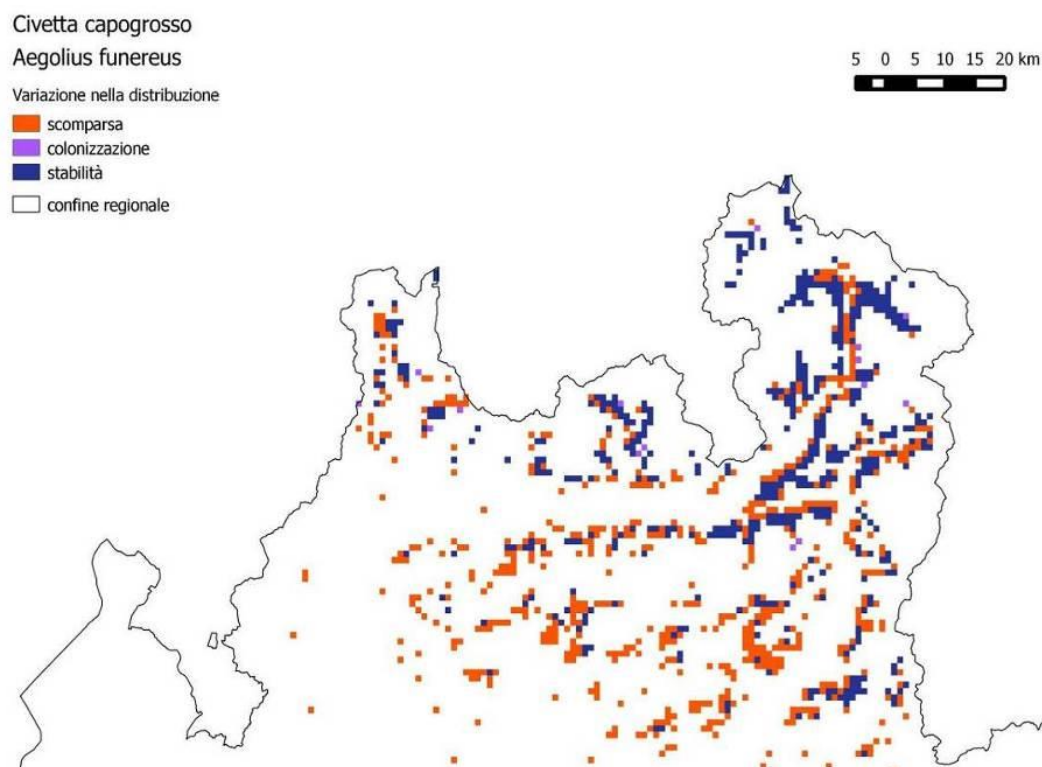 Civetta capogrosso
Aegolius funereus
Variazione nella distribuzione
scomparsa
colonizzazione
stabilità
confine regionale
5 0 5 10 15 20 km